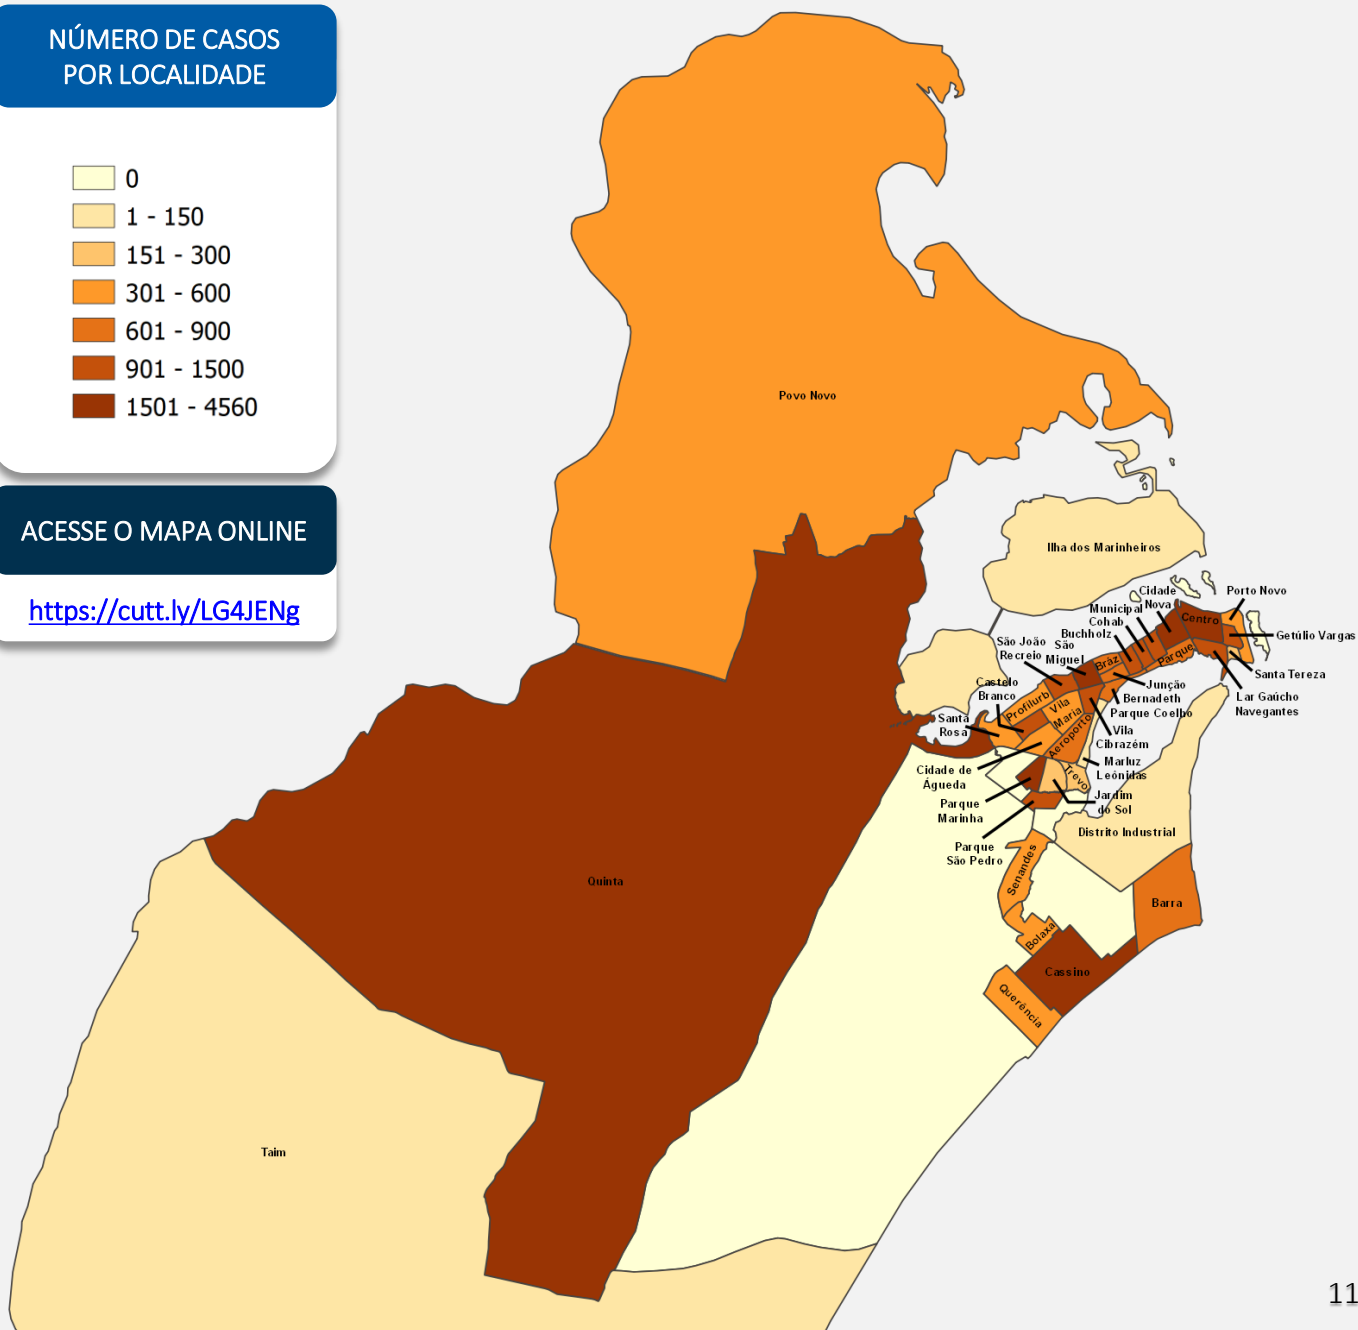 NÚMERO DE CASOS
POR LOCALIDADE
0
1 - 150
151 - 300
301 - 600
601 - 900
901 - 1500
1501 - 4560
ACESSE O MAPA ONLINE
https://cutt.ly/LG4JENg
Povo Novo
Ilha dos Marinheiros
Cidade
Nova
Porto Novo
Municipal
Cohab
Buchholz
Centro
Getúlio Vargas
São João
Recreio
São
Miguel
Bráz
Parque
Santa Tereza
Junção
Lar Gaúcho
Navegantes
Castelo
Branco
Profilurb
Vila
Maria
Bernadeth
Parque Coelho
Santa
Rosa
Aeroporto
Vila
Cibrazém
Marluz
Leónidas
Cidade de
Águeda
Trevo
Parque
Marinha
Jardim
do Sol
Distrito Industrial
Parque
São Pedro
Senandes
Quinta
Barra
Bolaxa
Cassino
Querência
Taim
11